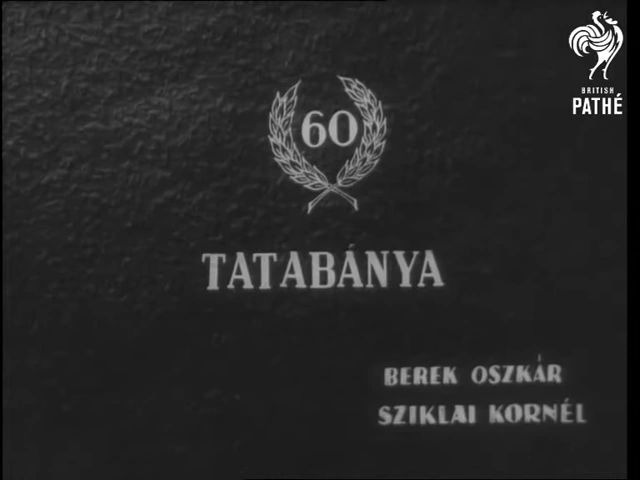 BRITISH
PATHÉ
60
TATABÁNYA
BEREK OSZKÁR
SZIKLAI KORNÉL